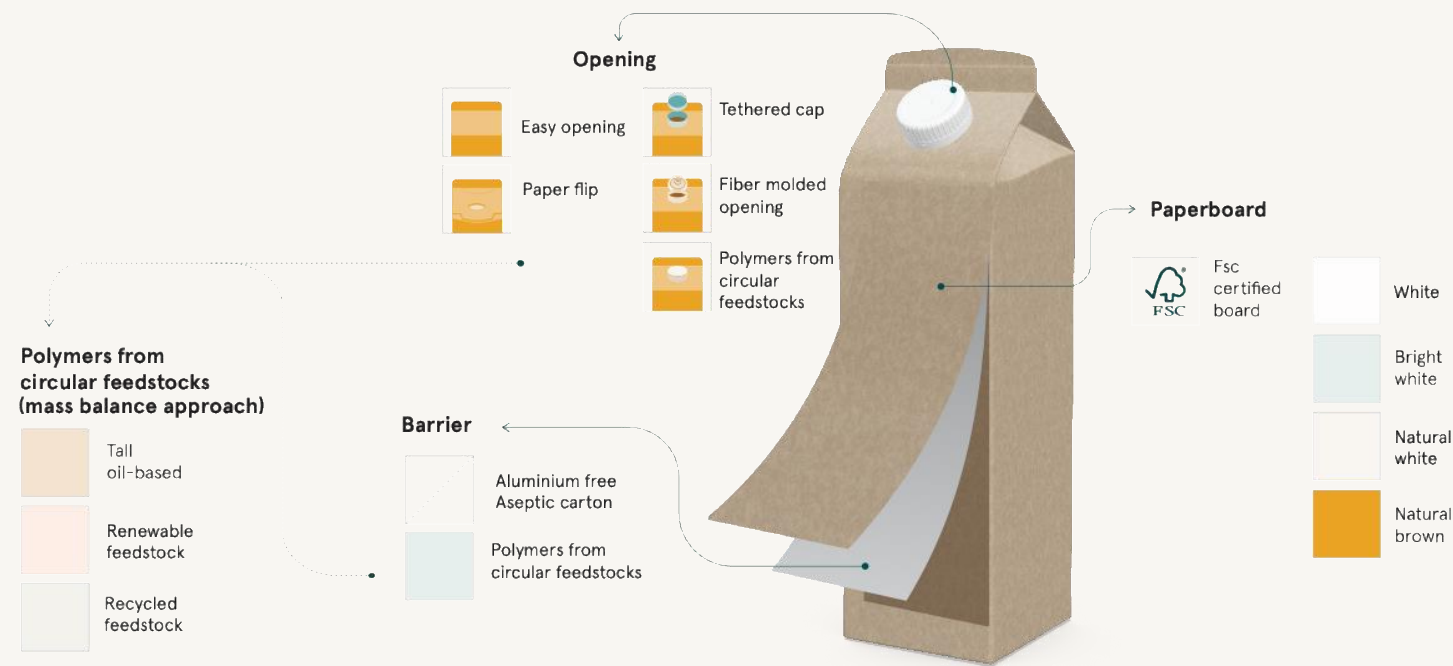 Opening
Easy opening
Paper flip
Tethered cap
Fiber molded
opening
Polymers from
circular
feedstocks
Paperboard
FSC
Fsc
certified
board
White
Bright
white
Natural
white
Natural
brown
Polymers from
circular feedstocks
(mass balance approach)
Tall
oil-based
Renewable
feedstock
Recycled
feedstock
Barrier
Aluminium free
Aseptic carton
Polymers from
circular feedstocks